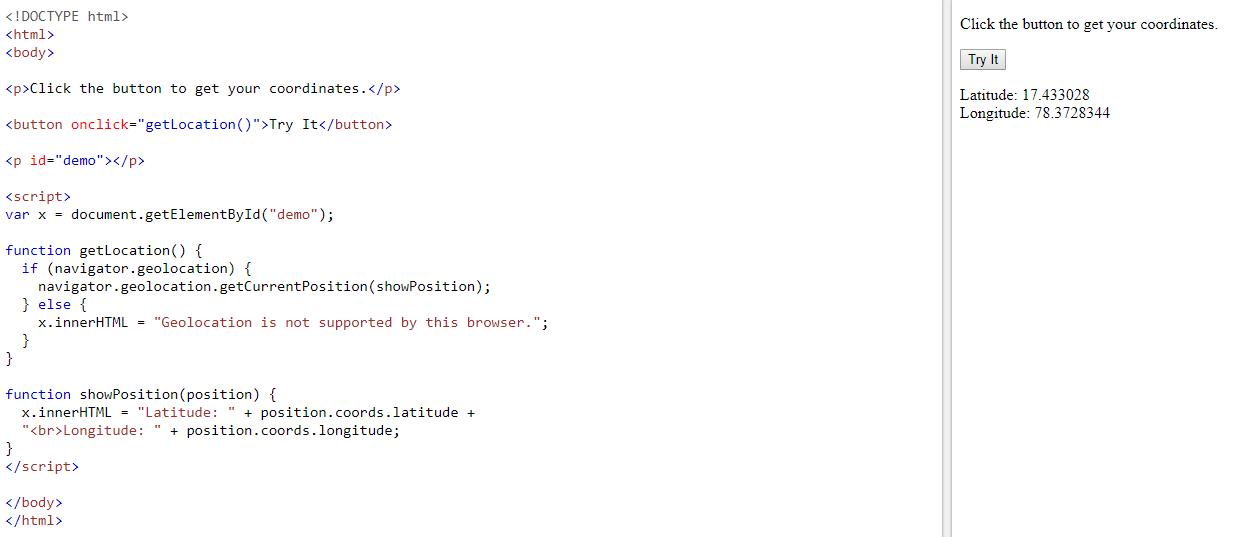 <!DOCTYPE html>
<html>
<body>

<p>Click the button to get your coordinates.</p>

<button onclick="getLocation()">Try It</button>

<p id="demo"></p>

<script>
var x = document.getElementById("demo");

function getLocation() {
  if (navigator.geolocation) {
    navigator.geolocation.getCurrentPosition(showPosition);
  } else {
    x.innerHTML = "Geolocation is not supported by this browser.";
  }
}

function showPosition(position) {
  x.innerHTML = "Latitude: " + position.coords.latitude +
  "<br>Longitude: " + position.coords.longitude;
}
</script>

</body>
</html>

Click the button to get your coordinates.
Try It
Latitude: 17.433028
Longitude: 78.3728344